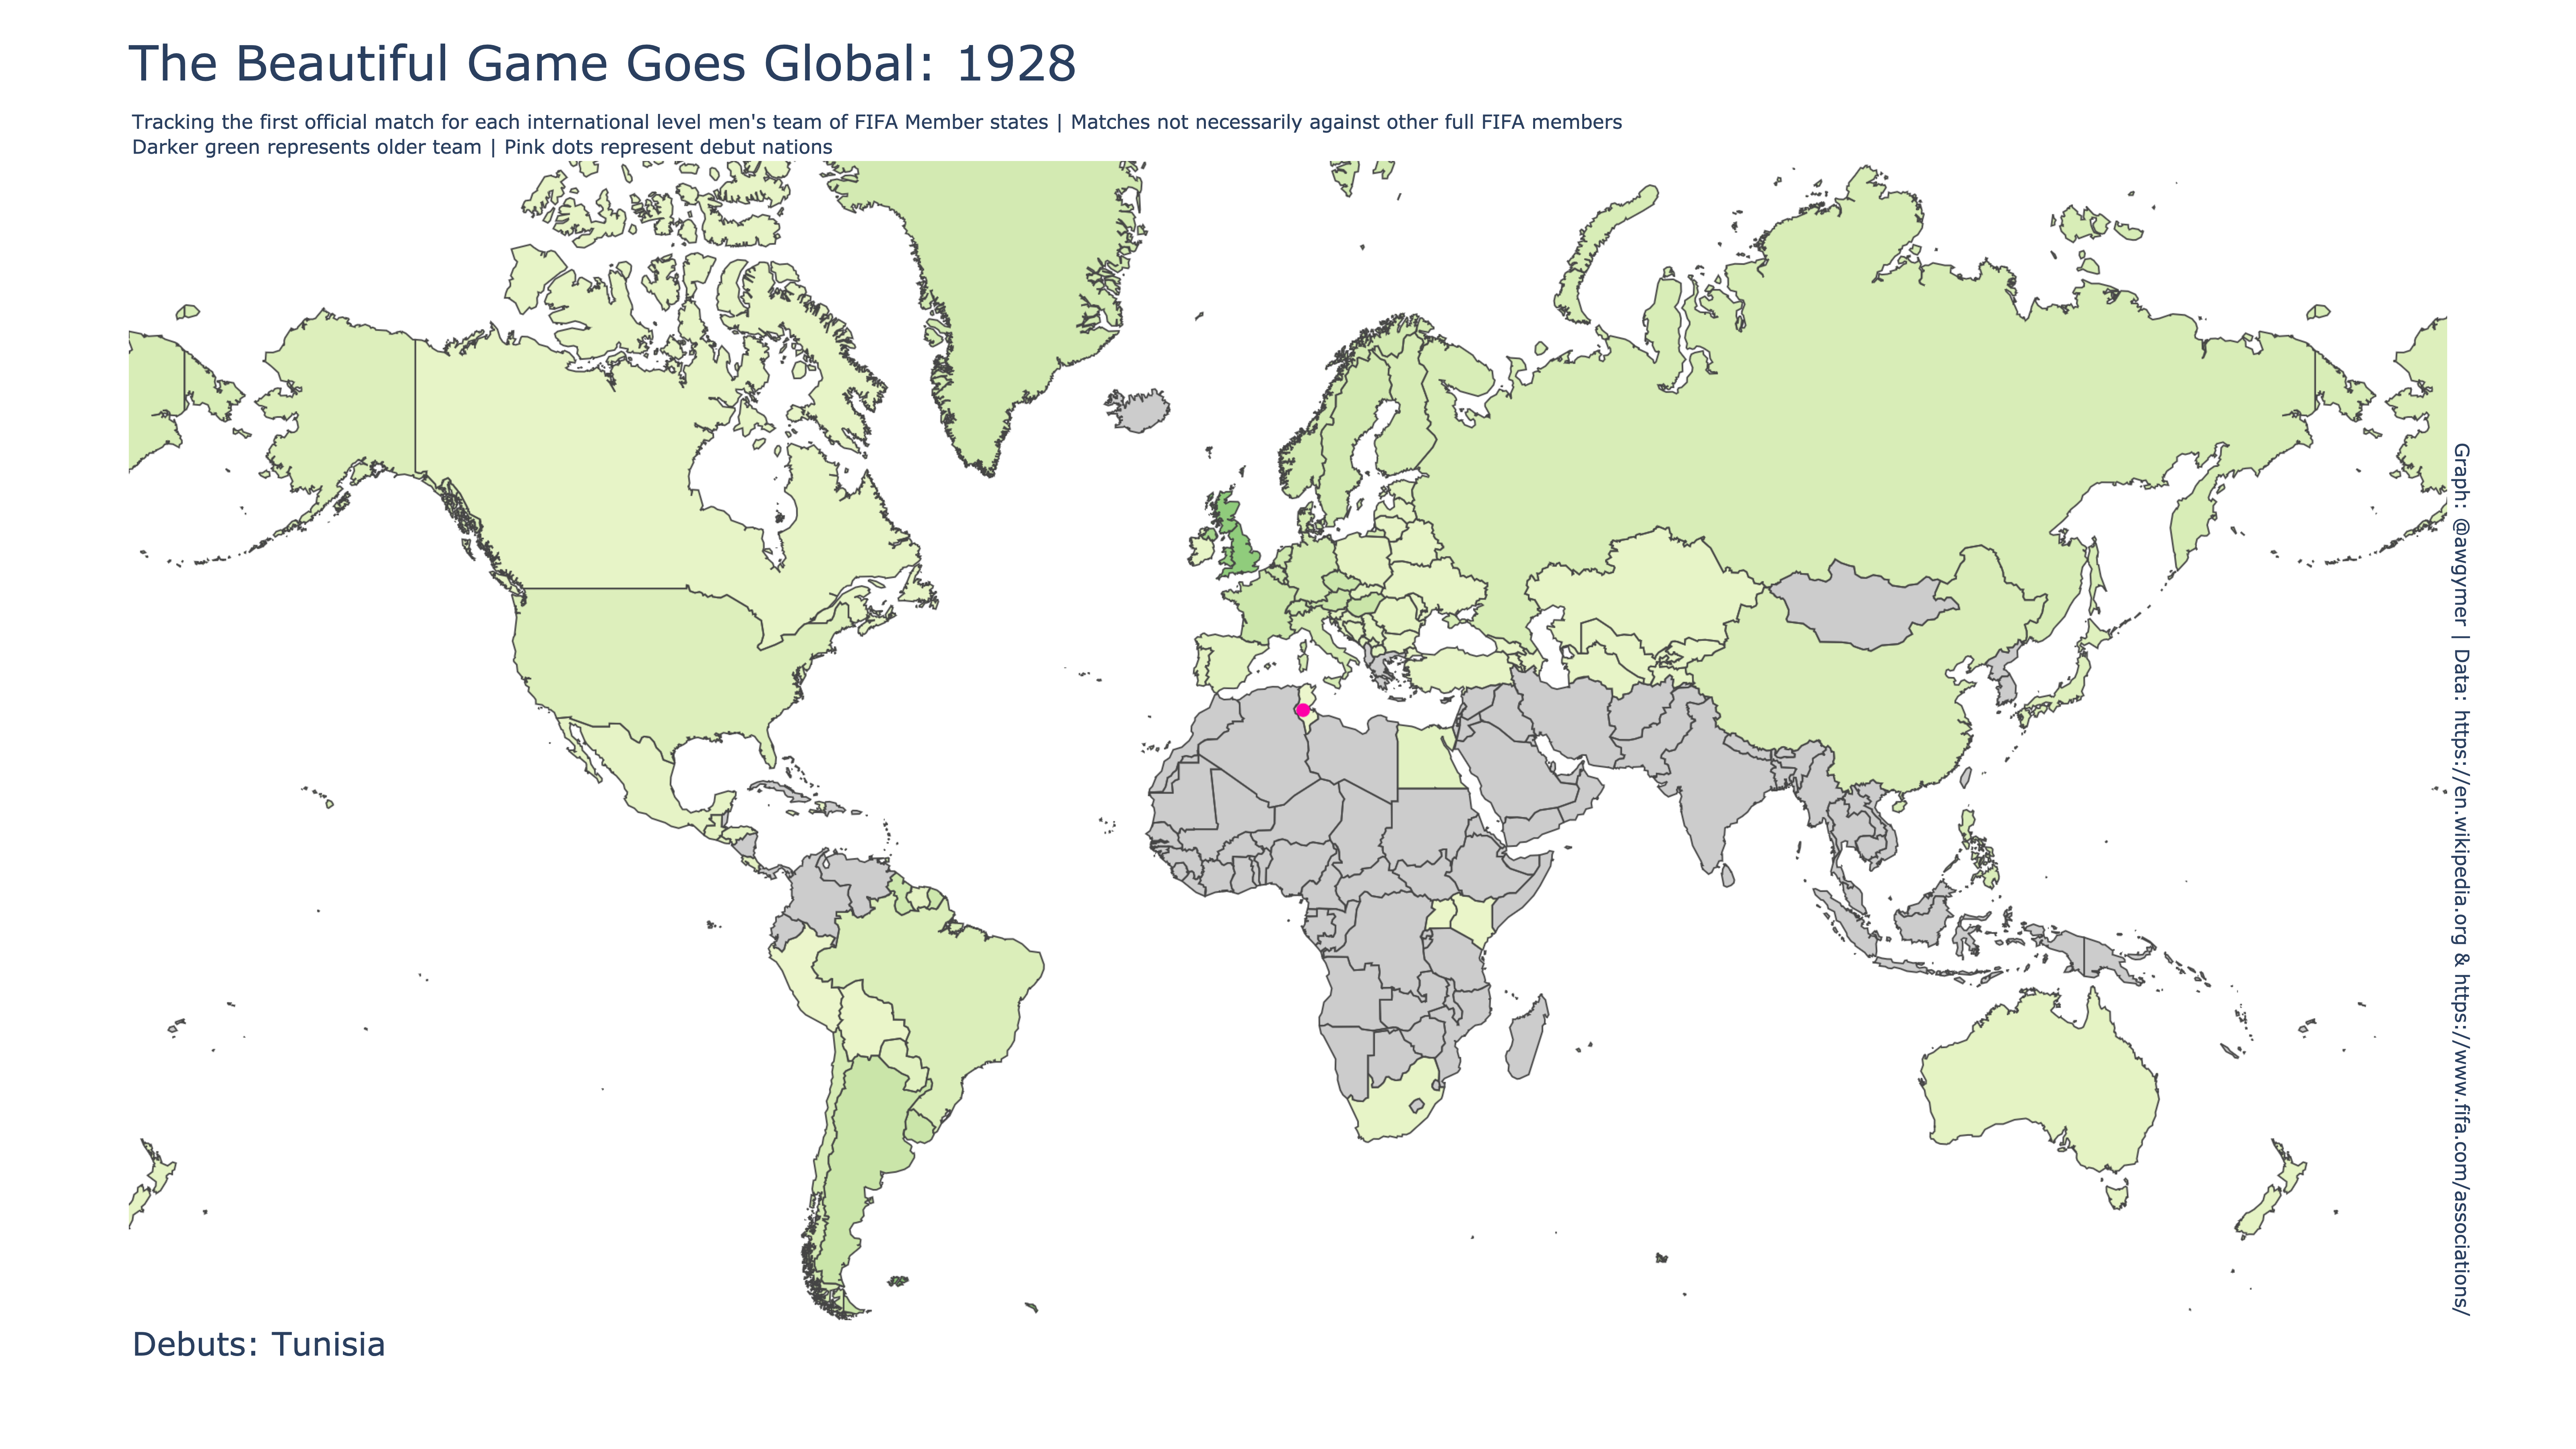 The Beautiful Game Goes Global: 1928
Tracking the first official match for each international level men's team of FIFA Member states | Matches not necessarily against other full FIFA members
Darker green represents older team | Pink dots represent debut nations
Graph: @awgymer | Data: https://en.wikipedia.org & https://www.fifa.com/associations/
Debuts: Tunisia